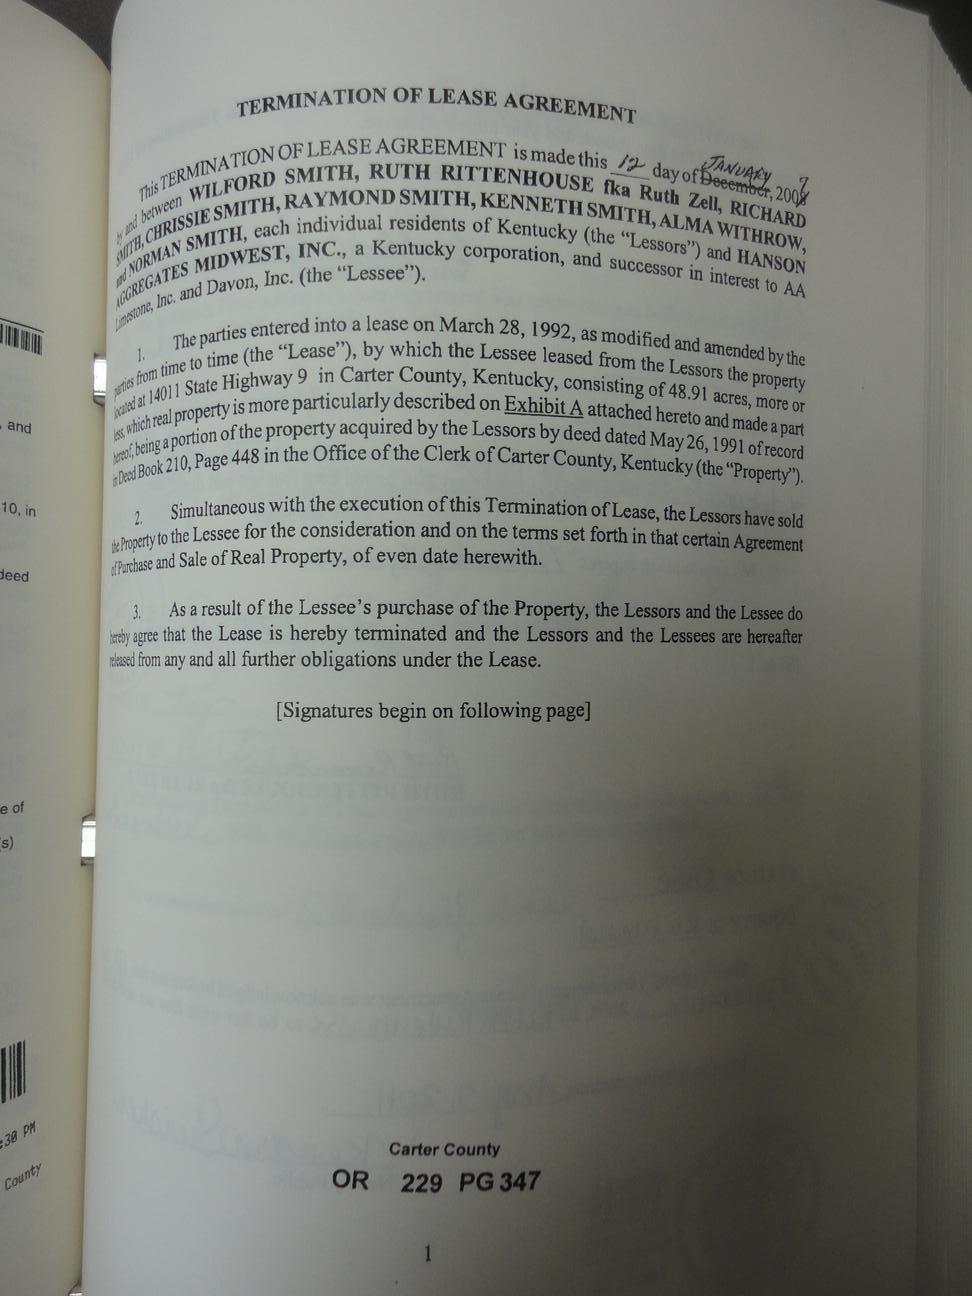 TERMINATION OF LEASE AGREEMENT
This TERMINATION OF LEASE AGREEMENT is made this 12 day of JANUARY December, 2007
by and between WILFORD SMITH, RUTH RITTENHOUSE fka Ruth Zell, RICHARD
SMITH, CHRISSIE SMITH, RAYMOND SMITH, KENNETH SMITH, ALMA WITHROW,
and NORMAN SMITH, each individual residents of Kentucky (the “Lessors”) and HANSON
AGGREGATES MIDWEST, INC., a Kentucky corporation, and successor in interest to AA
Limestone, Inc. and Davon, Inc. (the “Lessee”).
1. The parties entered into a lease on March 28, 1992, as modified and amended by the
parties from time to time (the “Lease”), by which the Lessee leased from the Lessors the property
located at 14011 State Highway 9 in Carter County, Kentucky, consisting of 48.91 acres, more or
less, which real property is more particularly described on Exhibit A attached hereto and made a part
hereof, being a portion of the property acquired by the Lessors by deed dated May 26, 1991 of record
in Deed Book 210, Page 448 in the Office of the Clerk of Carter County, Kentucky (the “Property”).
2. Simultaneous with the execution of this Termination of Lease, the Lessors have sold
the Property to the Lessee for the consideration and on the terms set forth in that certain Agreement
of Purchase and Sale of Real Property, of even date herewith.
3. As a result of the Lessee’s purchase of the Property, the Lessors and the Lessee do
hereby agree that the Lease is hereby terminated and the Lessors and the Lessees are hereafter
released from any and all further obligations under the Lease.
[Signatures begin on following page]
Carter County
OR 229 PG 347
1
, and
10, in
deed
e of
(s)
:30 PM
County